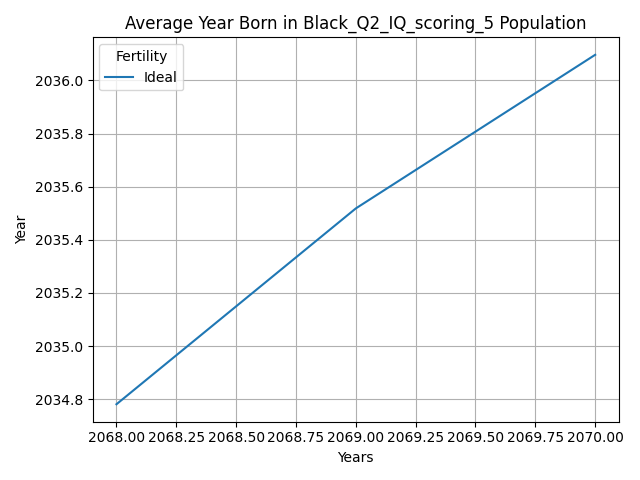 Average Year Born in Black_Q2_IQ_scoring_5 Population
Fertility
Ideal
2036.0
2035.8
2035.6
2035.4
2035.2
2035.0
2034.8
Year
2068.00 2068.25 2068.50 2068.75 2069.00 2069.25 2069.50 2069.75 2070.00
Years